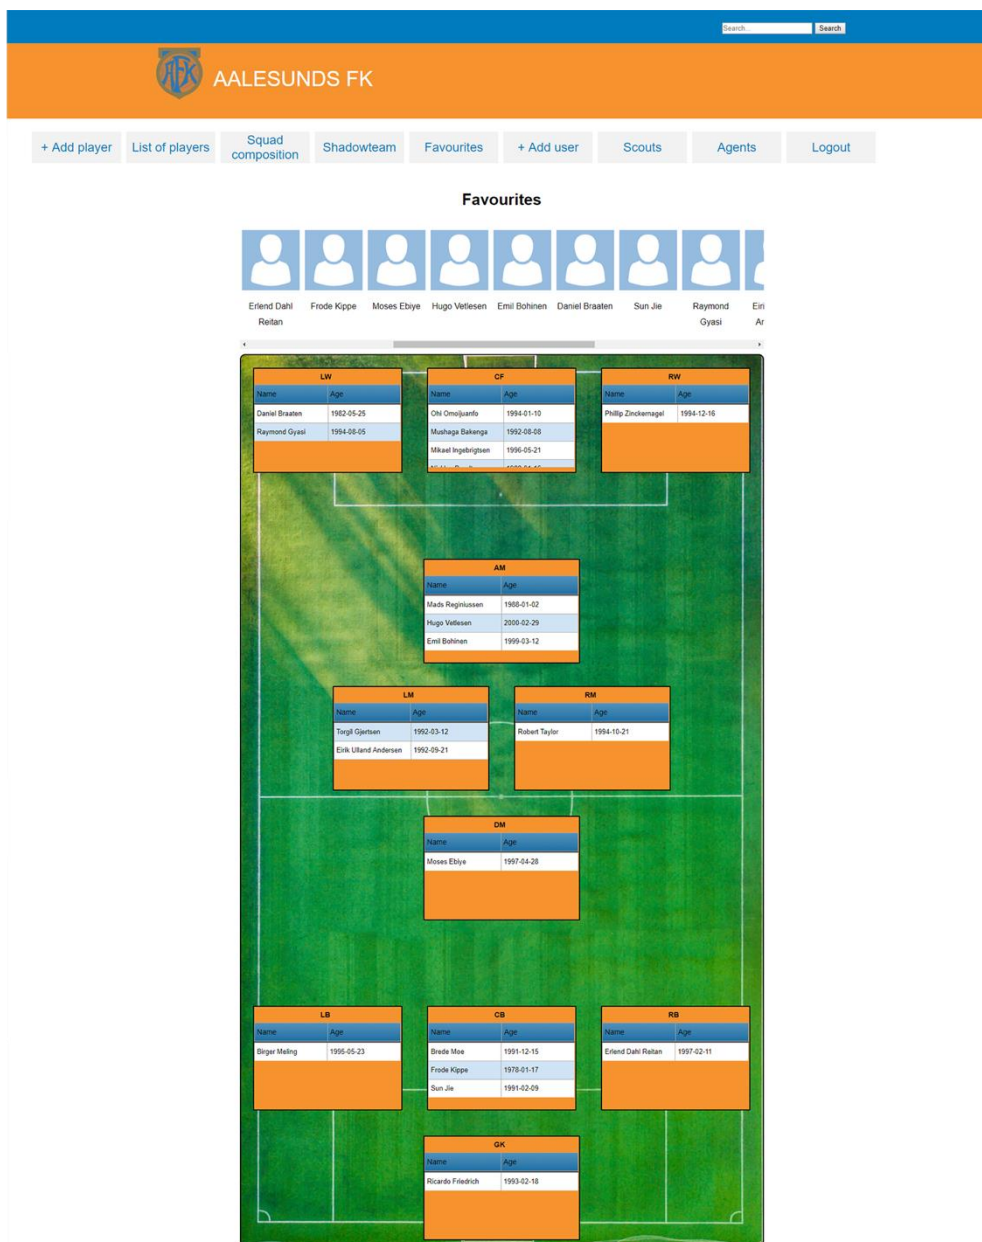 Search...
Search
AFK
AALESUNDS FK
+ Add player
List of players
Squad
composition
Shadowteam
Favourites
+ Add user
Scouts
Agents
Logout
Favourites
Erlend Dahl
Reitan
Frode Kippe
Moses Ebiye
Hugo Vetlesen
Emil Bohinen
Daniel Braaten
Sun Jie
Raymond
Gyasi
Eiri
Ar
LW
Name Age
Daniel Braaten 1982-05-25
Raymond Gyasi 1994-08-05
CF
Name Age
Ohi Omoijuanfo 1994-01-10
Mushaga Bakenga 1992-08-08
Mikael Ingebrigtsen 1996-05-21
RW
Name Age
Phillip Zinckernagel 1994-12-16
AM
Name Age
Mads Reginiussen 1988-01-02
Hugo Vetlesen 2000-02-29
Emil Bohinen 1999-03-12
LM
Name Age
Torgil Gjertsen 1992-03-12
Eirik Ulland Andersen 1992-09-21
RM
Name Age
Robert Taylor 1994-10-21
DM
Name Age
Moses Ebiye 1997-04-28
LB
Name Age
Birger Meling 1995-05-23
CB
Name Age
Brede Moe 1991-12-15
Frode Kippe 1978-01-17
Sun Jie 1991-02-09
RB
Name Age
Erlend Dahl Reitan 1997-02-11
GK
Name Age
Ricardo Friedrich 1993-02-18